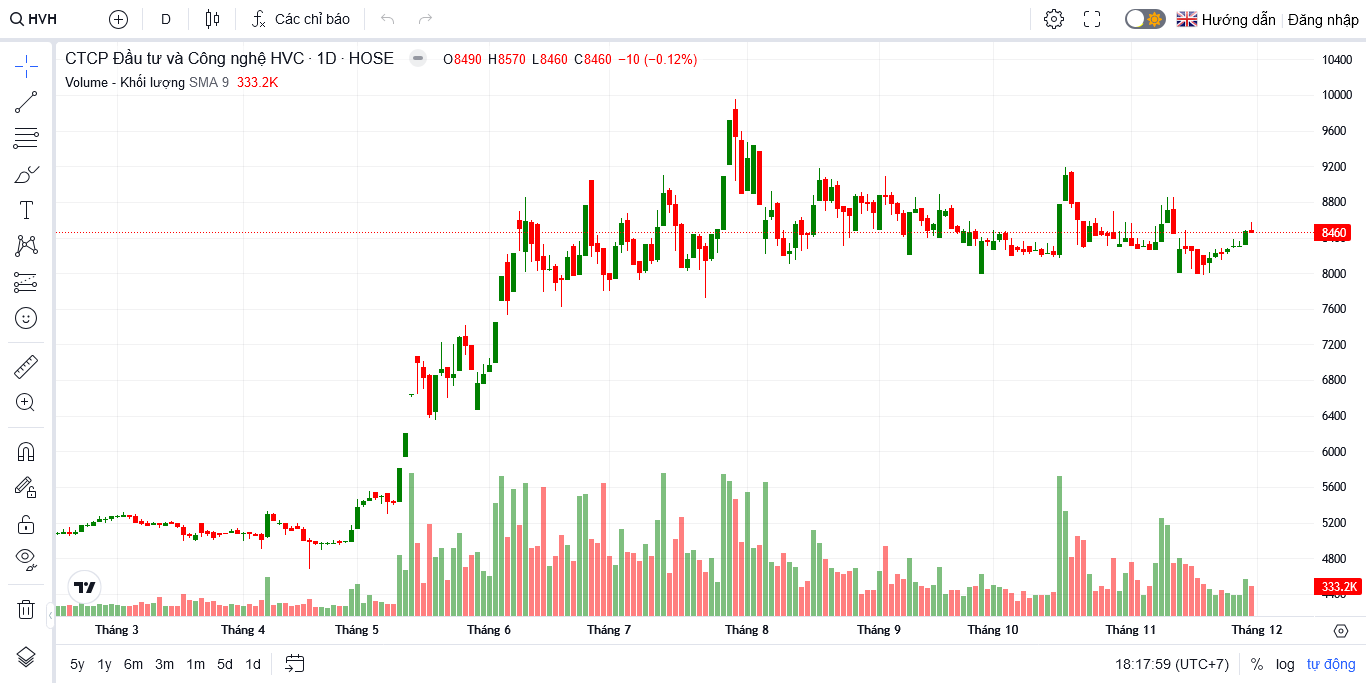 HVH D Các chỉ báo Hướng dẫn Đăng nhập
CTCP Đầu tư và Công nghệ HVC · 1D · HOSE O8490 H8570 L8460 C8460 −10 (−0.12%)
Volume - Khối lượng SMA 9 333.2K
10400
10000
9600
9200
8800
8460
8000
7600
7200
6800
6400
6000
5600
5200
4800
333.2K
Tháng 3 Tháng 4 Tháng 5 Tháng 6 Tháng 7 Tháng 8 Tháng 9 Tháng 10 Tháng 11 Tháng 12
5y 1y 6m 3m 1m 5d 1d 18:17:59 (UTC+7) % log tự động